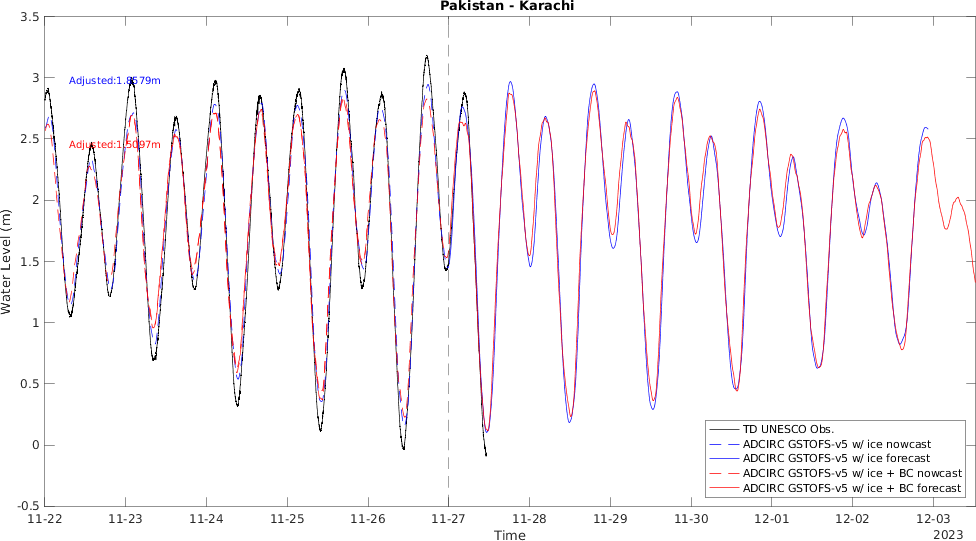 Pakistan - Karachi
3.5
3
2.5
2
1.5
1
0.5
0
-0.5
Water Level (m)
Adjusted:1.8579m
Adjusted:1.5097m
TD UNESCO Obs.
ADCIRC GSTOFS-v5 w/ ice nowcast
ADCIRC GSTOFS-v5 w/ ice forecast
ADCIRC GSTOFS-v5 w/ ice + BC nowcast
ADCIRC GSTOFS-v5 w/ ice + BC forecast
11-22 11-23 11-24 11-25 11-26 11-27 11-28 11-29 11-30 12-01 12-02 12-03
Time
2023